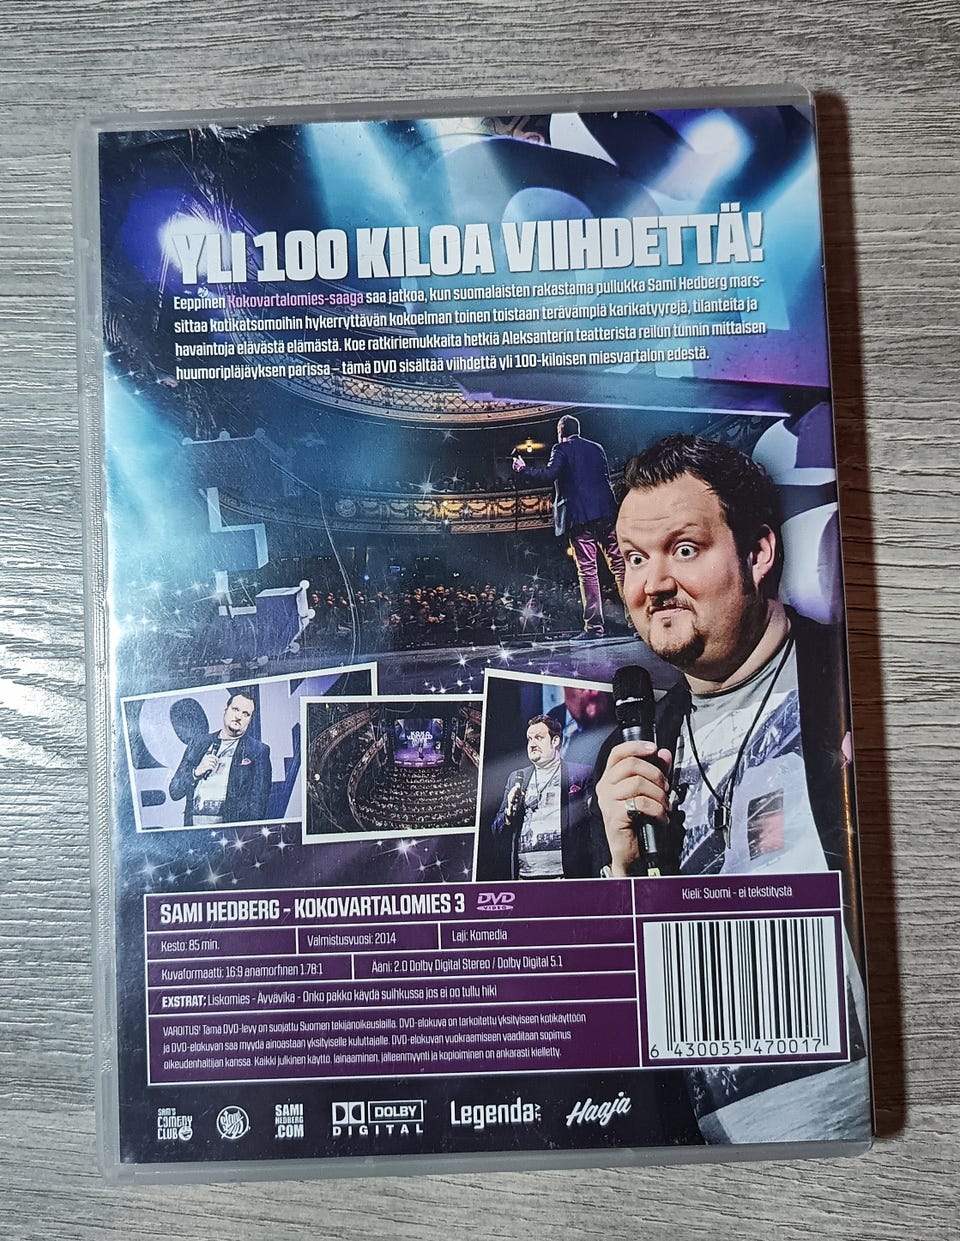 YLI 100 KILOA VIIHDETTÄ!
Eeppinen Kokovartalomies-saaga saa jatkoa, kun suomalaisten rakastama pullukka Sami Hedberg mars-
sittaa kotikatsomoihin hykerryttävän kokoelman toinen toistaan terävämpiä karikatyyrejä, tilanteita ja
havaintoja elävästä elämästä. Koe ratkiriemukkaita hetkiä Aleksanterin teatterista reilun tunnin mittaisen
huumoripläjäyksen parissa – tämä DVD sisältää viihdettä yli 100-kiloisen miesvartalon edestä.
SAMI HEDBERG - KOKOVARTALOMIES 3 DVD VIDEO
Kieli: Suomi - ei tekstitystä
Kesto: 85 min. Valmistusvuosi: 2014 Laji: Komedia
Kuvaformaatti: 16:9 anamorfinen 1.78:1 Ääni: 2.0 Dolby Digital Stereo / Dolby Digital 5.1
EXSTRAT: Liskomies - Äyvävika - Onko pakko käydä suihkussa jos ei oo tullu hiki
VAROITUS! Tämä DVD-levy on suojattu Suomen tekijänoikeuslailla. DVD-elokuva on tarkoitettu yksityiseen kotikäyttöön
ja DVD-elokuvan saa myydä ainoastaan yksityiselle kuluttajalle. DVD-elokuvan vuokraamiseen vaaditaan sopimus
oikeudenhaltijan kanssa. Kaikki julkinen käyttö, lainaaminen, jälleenmyynti ja kopioiminen on ankarasti kielletty.
6 430055 470017
SAM'S
COMEDY
CLUB
SAMI
HEDBERG
.COM
DOLBY
DIGITAL
Legenda
Haaja